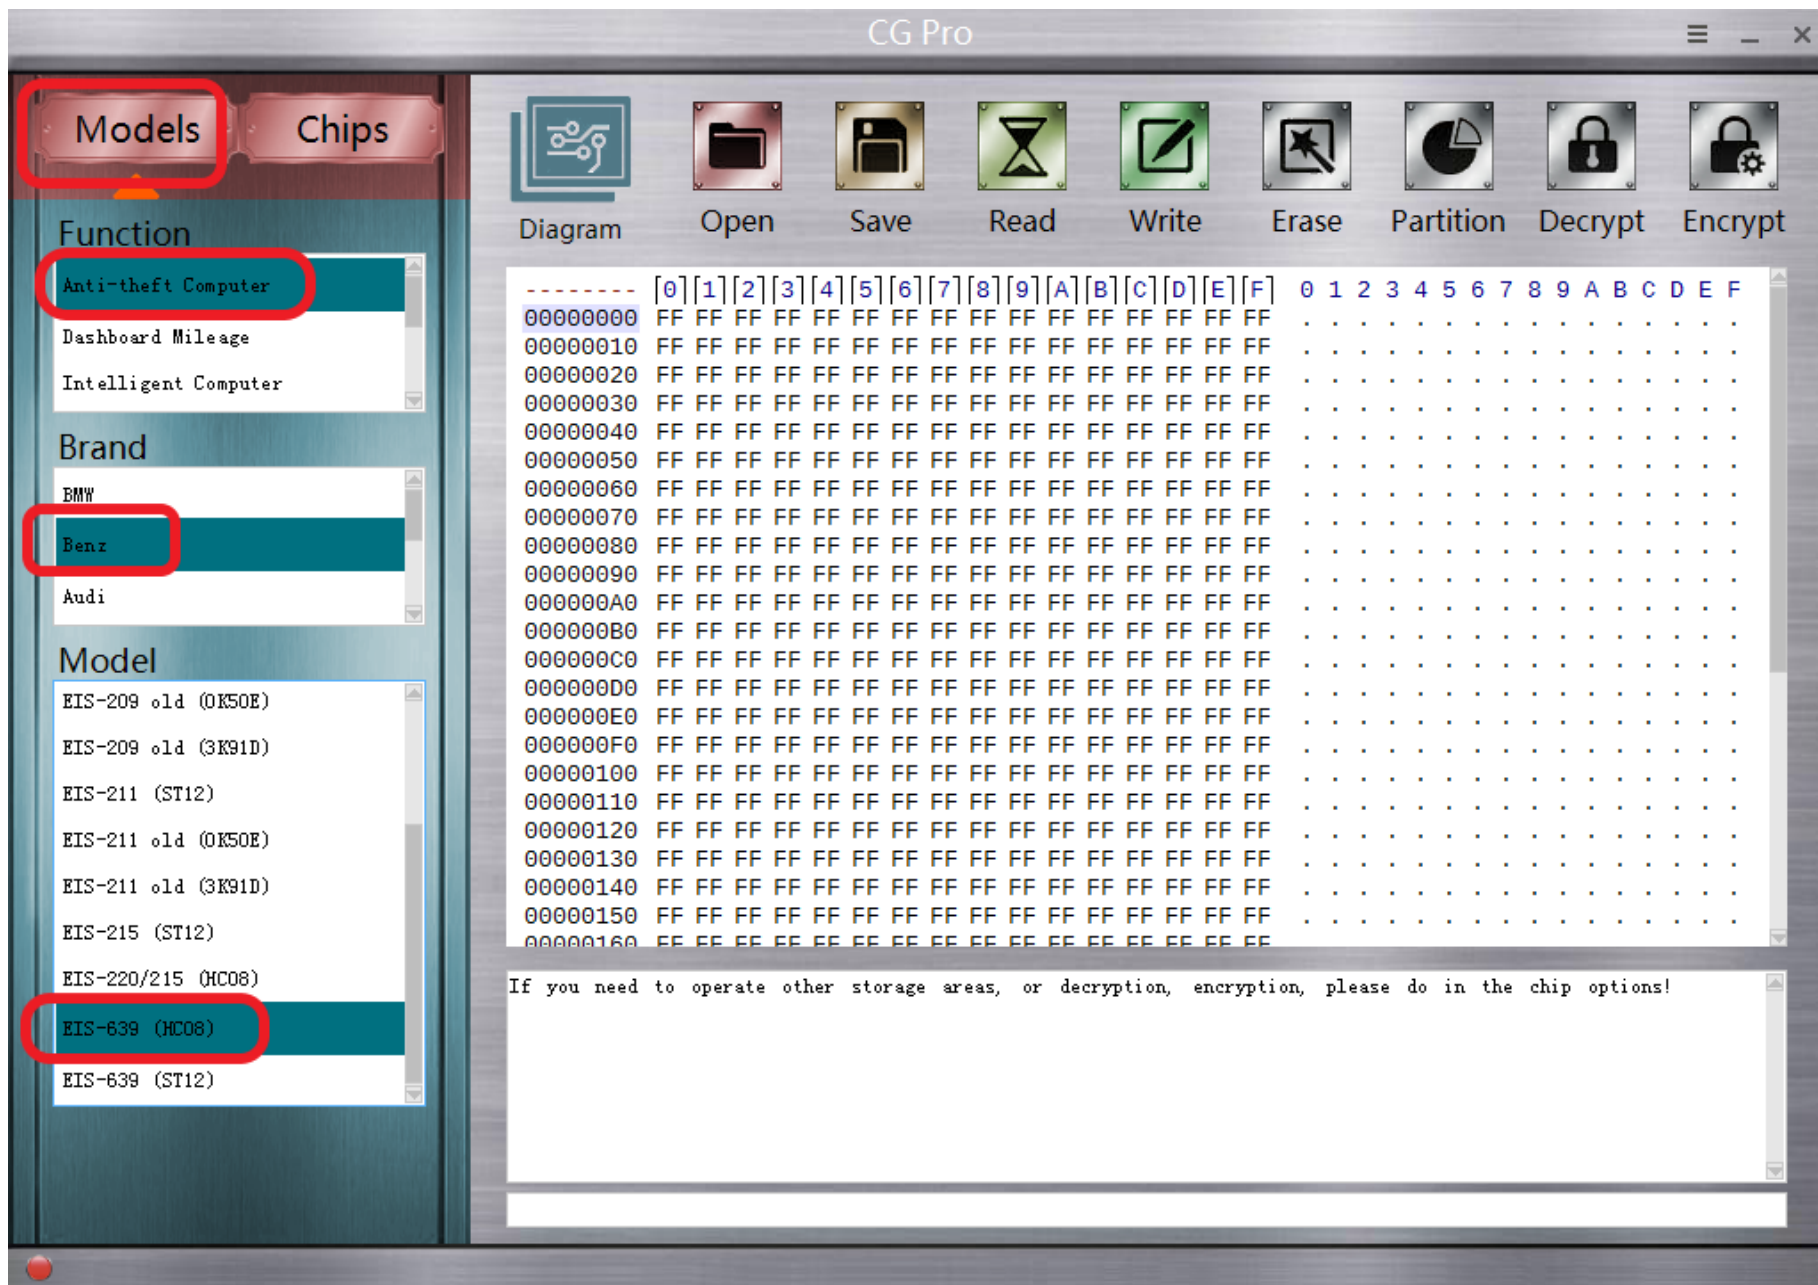 CG Pro
Models
Chips
Function
Anti-theft Computer
Dashboard Mileage
Intelligent Computer
Brand
BMW
Benz
Audi
Model
EIS-209 old (0K50E)
EIS-209 old (3K91D)
EIS-211 (ST12)
EIS-211 old (0K50E)
EIS-211 old (3K91D)
EIS-215 (ST12)
EIS-220/215 (HC08)
EIS-639 (HC08)
EIS-639 (ST12)
Diagram
Open
Save
Read
Write
Erase
Partition
Decrypt
Encrypt
-------- [0][1][2][3][4][5][6][7][8][9][A][B][C][D][E][F] 0 1 2 3 4 5 6 7 8 9 A B C D E F
00000000 FF FF FF FF FF FF FF FF FF FF FF FF FF FF FF FF . . . . . . . . . . . . . . . .
00000010 FF FF FF FF FF FF FF FF FF FF FF FF FF FF FF FF . . . . . . . . . . . . . . . .
00000020 FF FF FF FF FF FF FF FF FF FF FF FF FF FF FF FF . . . . . . . . . . . . . . . .
00000030 FF FF FF FF FF FF FF FF FF FF FF FF FF FF FF FF . . . . . . . . . . . . . . . .
00000040 FF FF FF FF FF FF FF FF FF FF FF FF FF FF FF FF . . . . . . . . . . . . . . . .
00000050 FF FF FF FF FF FF FF FF FF FF FF FF FF FF FF FF . . . . . . . . . . . . . . . .
00000060 FF FF FF FF FF FF FF FF FF FF FF FF FF FF FF FF . . . . . . . . . . . . . . . .
00000070 FF FF FF FF FF FF FF FF FF FF FF FF FF FF FF FF . . . . . . . . . . . . . . . .
00000080 FF FF FF FF FF FF FF FF FF FF FF FF FF FF FF FF . . . . . . . . . . . . . . . .
00000090 FF FF FF FF FF FF FF FF FF FF FF FF FF FF FF FF . . . . . . . . . . . . . . . .
000000A0 FF FF FF FF FF FF FF FF FF FF FF FF FF FF FF FF . . . . . . . . . . . . . . . .
000000B0 FF FF FF FF FF FF FF FF FF FF FF FF FF FF FF FF . . . . . . . . . . . . . . . .
000000C0 FF FF FF FF FF FF FF FF FF FF FF FF FF FF FF FF . . . . . . . . . . . . . . . .
000000D0 FF FF FF FF FF FF FF FF FF FF FF FF FF FF FF FF . . . . . . . . . . . . . . . .
000000E0 FF FF FF FF FF FF FF FF FF FF FF FF FF FF FF FF . . . . . . . . . . . . . . . .
000000F0 FF FF FF FF FF FF FF FF FF FF FF FF FF FF FF FF . . . . . . . . . . . . . . . .
00000100 FF FF FF FF FF FF FF FF FF FF FF FF FF FF FF FF . . . . . . . . . . . . . . . .
00000110 FF FF FF FF FF FF FF FF FF FF FF FF FF FF FF FF . . . . . . . . . . . . . . . .
00000120 FF FF FF FF FF FF FF FF FF FF FF FF FF FF FF FF . . . . . . . . . . . . . . . .
00000130 FF FF FF FF FF FF FF FF FF FF FF FF FF FF FF FF . . . . . . . . . . . . . . . .
00000140 FF FF FF FF FF FF FF FF FF FF FF FF FF FF FF FF . . . . . . . . . . . . . . . .
00000150 FF FF FF FF FF FF FF FF FF FF FF FF FF FF FF FF . . . . . . . . . . . . . . . .
00000160 FF FF FF FF FF FF FF FF FF FF FF FF FF FF FF FF
If you need to operate other storage areas, or decryption, encryption, please do in the chip options!